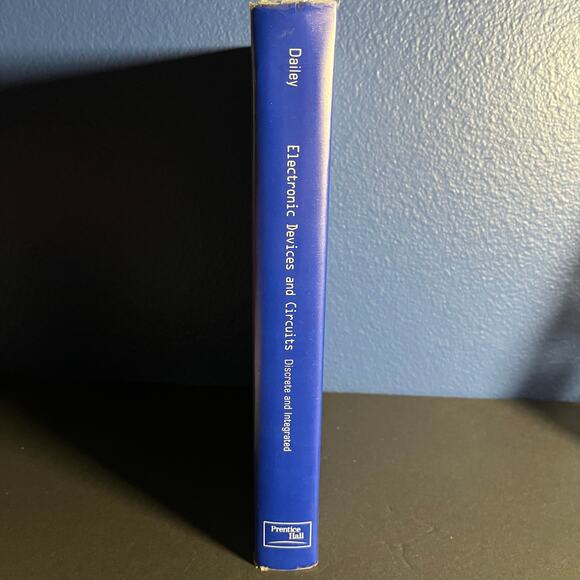 Dailey
Electronic Devices and Circuits Discrete and Integrated
Prentice
Hall